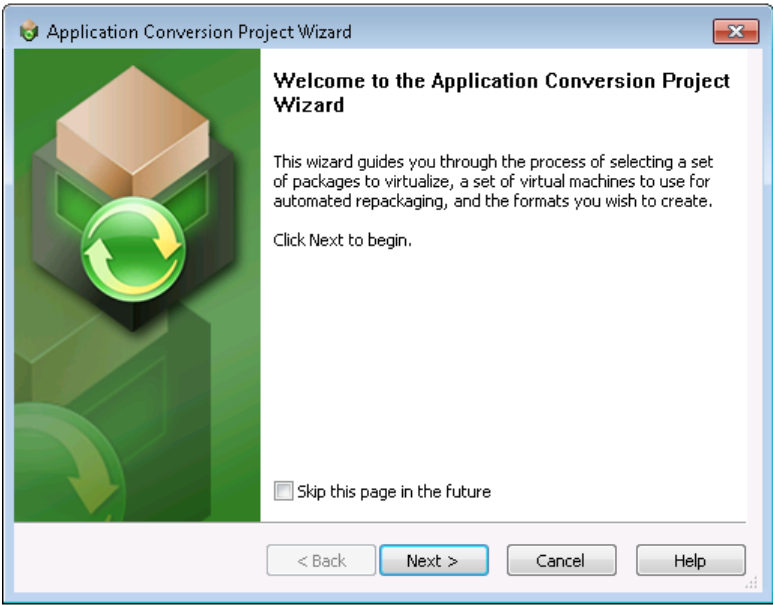 Application Conversion Project Wizard
Welcome to the Application Conversion Project
Wizard
This wizard guides you through the process of selecting a set
of packages to virtualize, a set of virtual machines to use for
automated repackaging, and the formats you wish to create.
Click Next to begin.
Skip this page in the future
< Back Next > Cancel Help